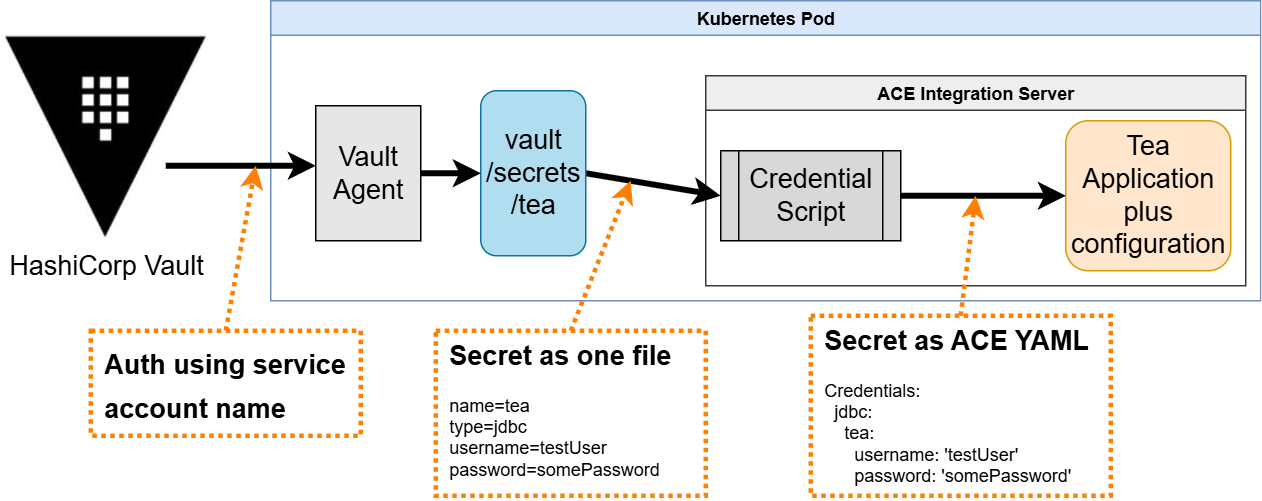 Kubernetes Pod
HashiCorp Vault
Vault
Agent
vault
/secrets
/tea
ACE Integration Server
Credential
Script
Tea
Application
plus
configuration
Auth using service
account name
Secret as one file
name=tea
type=jdbc
username=testUser
password=somePassword
Secret as ACE YAML
Credentials:
  jdbc:
    tea:
      username: 'testUser'
      password: 'somePassword'